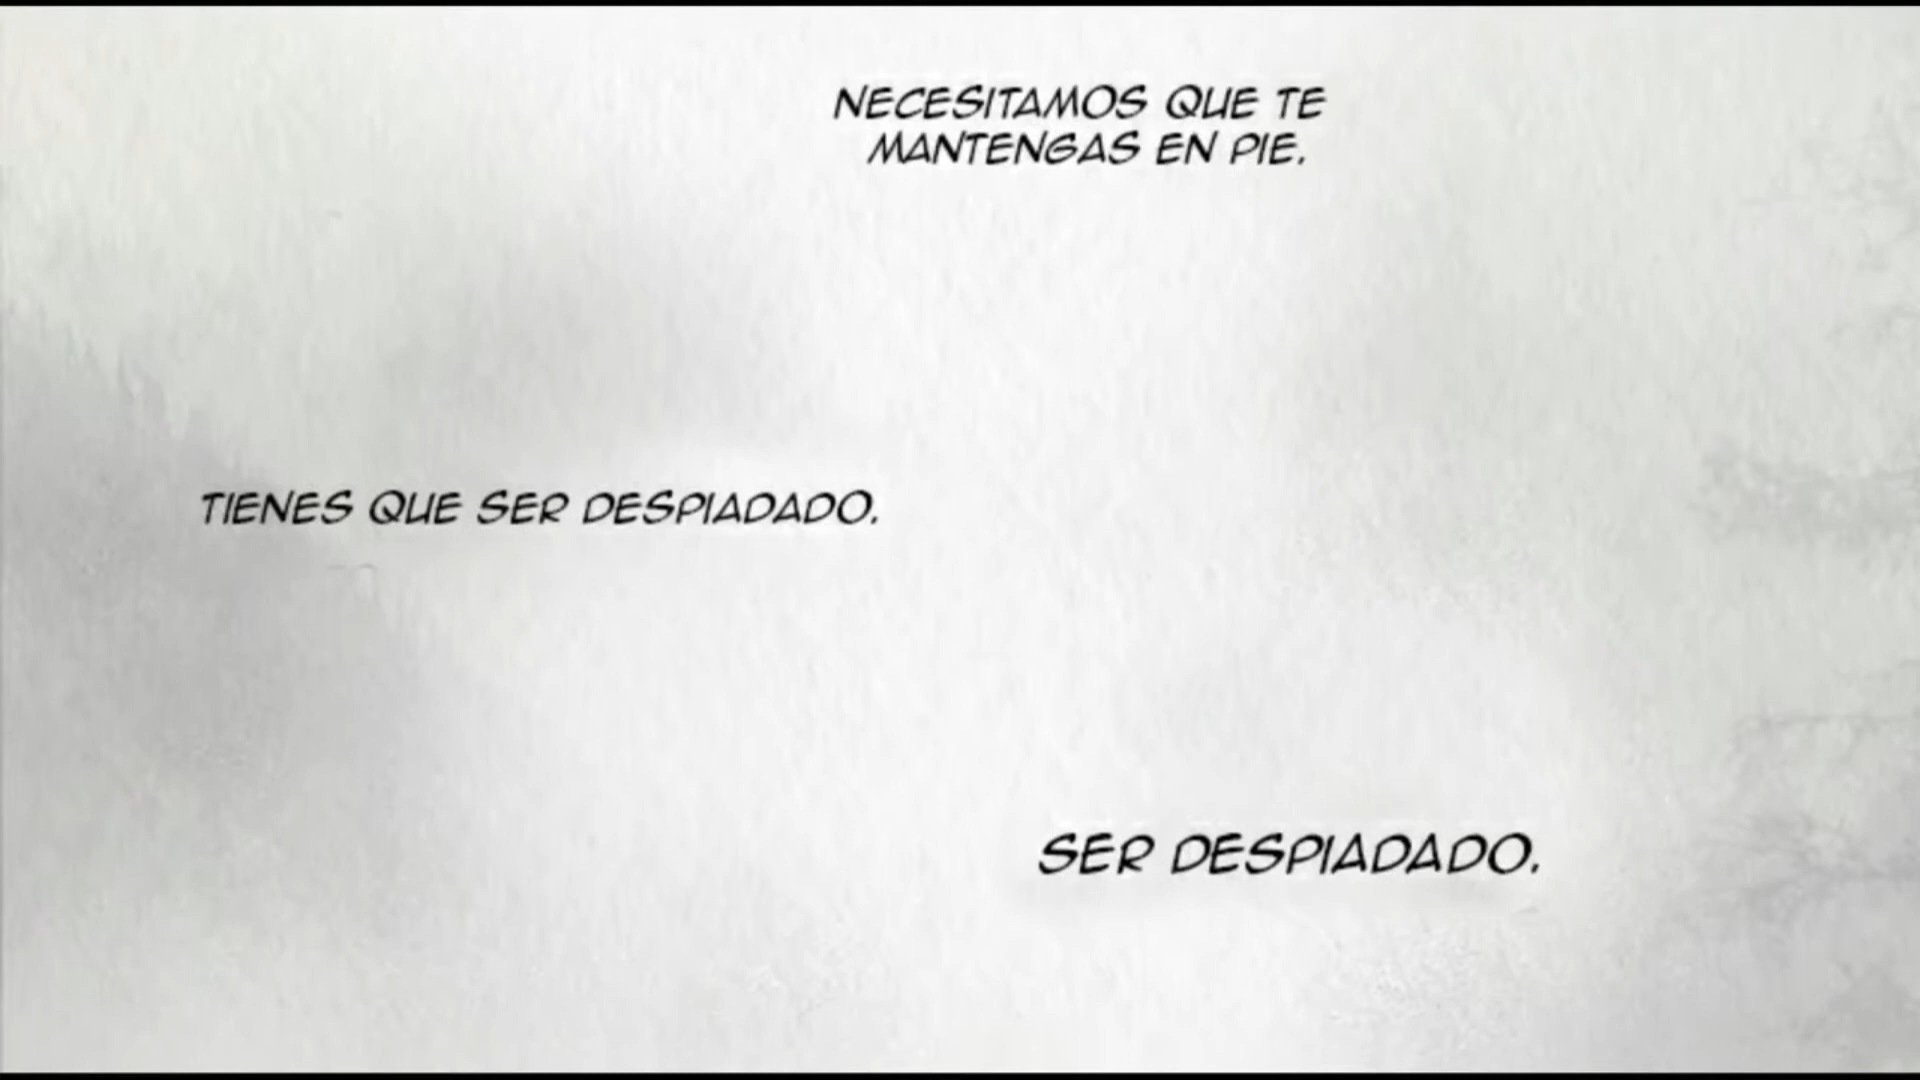 NECESITAMOS QUE TE
MANTENGAS EN PIE.
TIENES QUE SER DESPIADADO.
SER DESPIADADO.